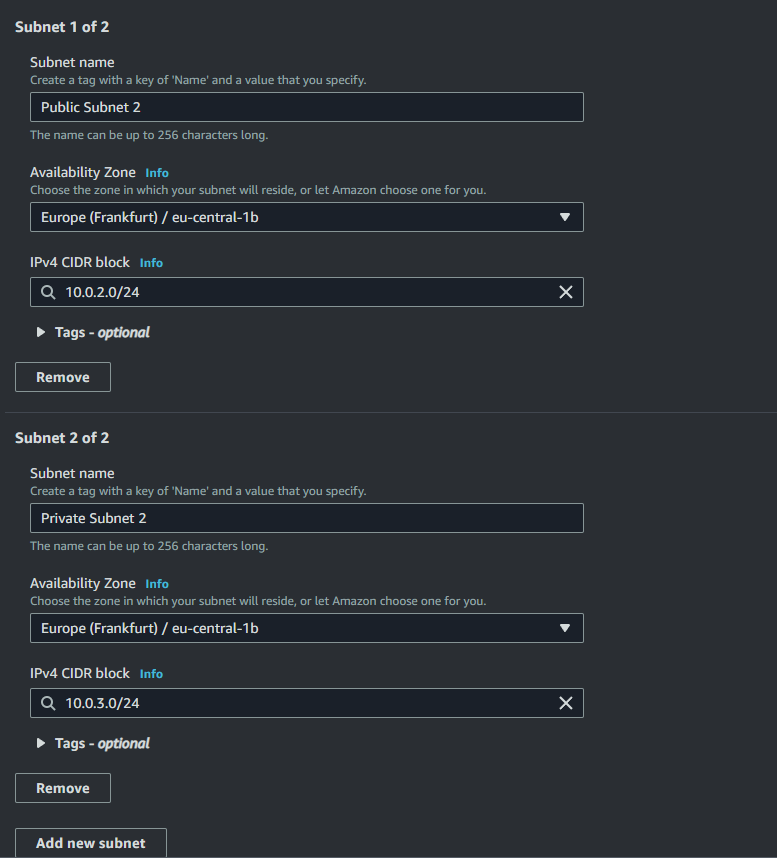 Subnet 1 of 2
Subnet name
Create a tag with a key of 'Name' and a value that you specify.
Public Subnet 2
The name can be up to 256 characters long.
Availability Zone Info
Choose the zone in which your subnet will reside, or let Amazon choose one for you.
Europe (Frankfurt) / eu-central-1b
IPv4 CIDR block Info
10.0.2.0/24
Tags - optional
Remove
Subnet 2 of 2
Subnet name
Create a tag with a key of 'Name' and a value that you specify.
Private Subnet 2
The name can be up to 256 characters long.
Availability Zone Info
Choose the zone in which your subnet will reside, or let Amazon choose one for you.
Europe (Frankfurt) / eu-central-1b
IPv4 CIDR block Info
10.0.3.0/24
Tags - optional
Remove
Add new subnet